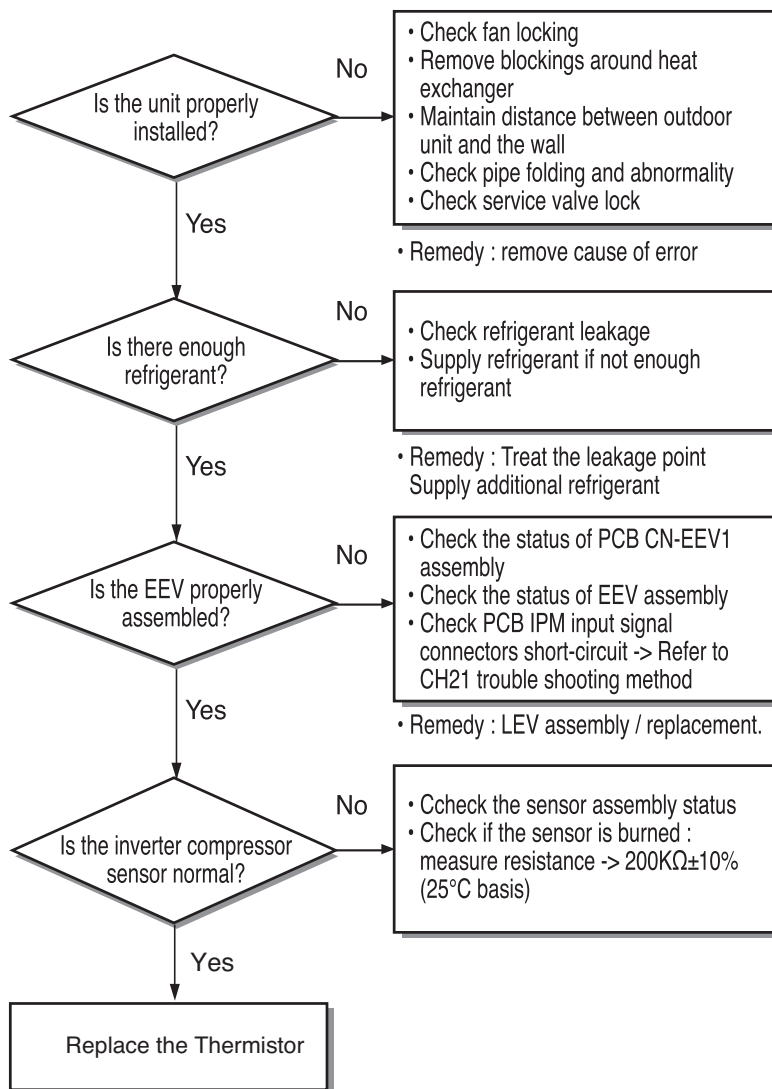 Is the unit properly
installed?
No
• Check fan locking
• Remove blockings around heat
exchanger
• Maintain distance between outdoor
unit and the wall
• Check pipe folding and abnormality
• Check service valve lock
• Remedy : remove cause of error
Yes
Is there enough
refrigerant?
No
• Check refrigerant leakage
• Supply refrigerant if not enough
refrigerant
• Remedy : Treat the leakage point
Supply additional refrigerant
Yes
Is the EEV properly
assembled?
No
• Check the status of PCB CN-EEV1
assembly
• Check the status of EEV assembly
• Check PCB IPM input signal
connectors short-circuit -> Refer to
CH21 trouble shooting method
• Remedy : LEV assembly / replacement.
Yes
Is the inverter compressor
sensor normal?
No
• Ccheck the sensor assembly status
• Check if the sensor is burned :
measure resistance -> 200KΩ±10%
(25°C basis)
Yes
Replace the Thermistor